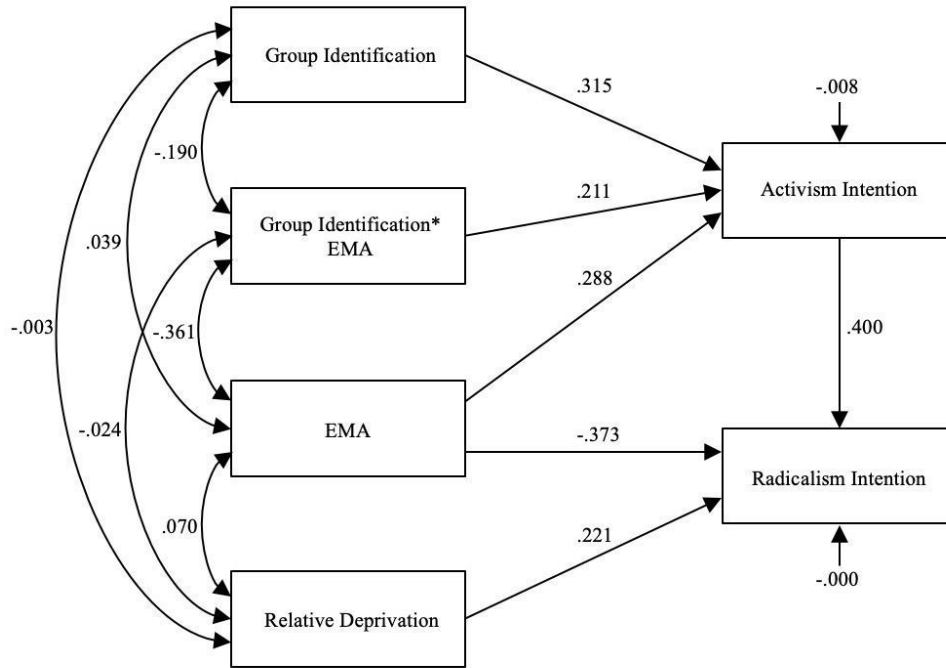 Group Identification
.315
-.008
-.190
Activism Intention
.211
Group Identification*
EMA
.039
.288
-.003
-.361
.400
EMA
-.024
-.373
Radicalism Intention
.070
.221
-.000
Relative Deprivation